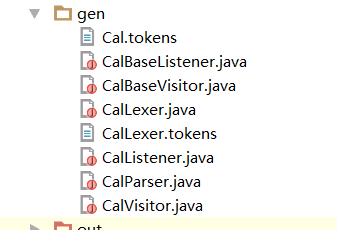 gen
Cal.tokens
CalBaseListener.java
CalBaseVisitor.java
CalLexer.java
CalLexer.tokens
CalListener.java
CalParser.java
CalVisitor.java
out